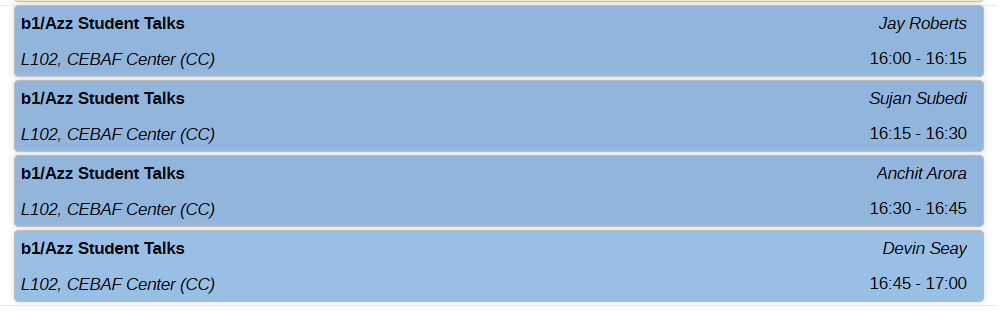 b1/Azz Student Talks Jay Roberts
L102, CEBAF Center (CC) 16:00 - 16:15
b1/Azz Student Talks Sujan Subedi
L102, CEBAF Center (CC) 16:15 - 16:30
b1/Azz Student Talks Anchit Arora
L102, CEBAF Center (CC) 16:30 - 16:45
b1/Azz Student Talks Devin Seay
L102, CEBAF Center (CC) 16:45 - 17:00